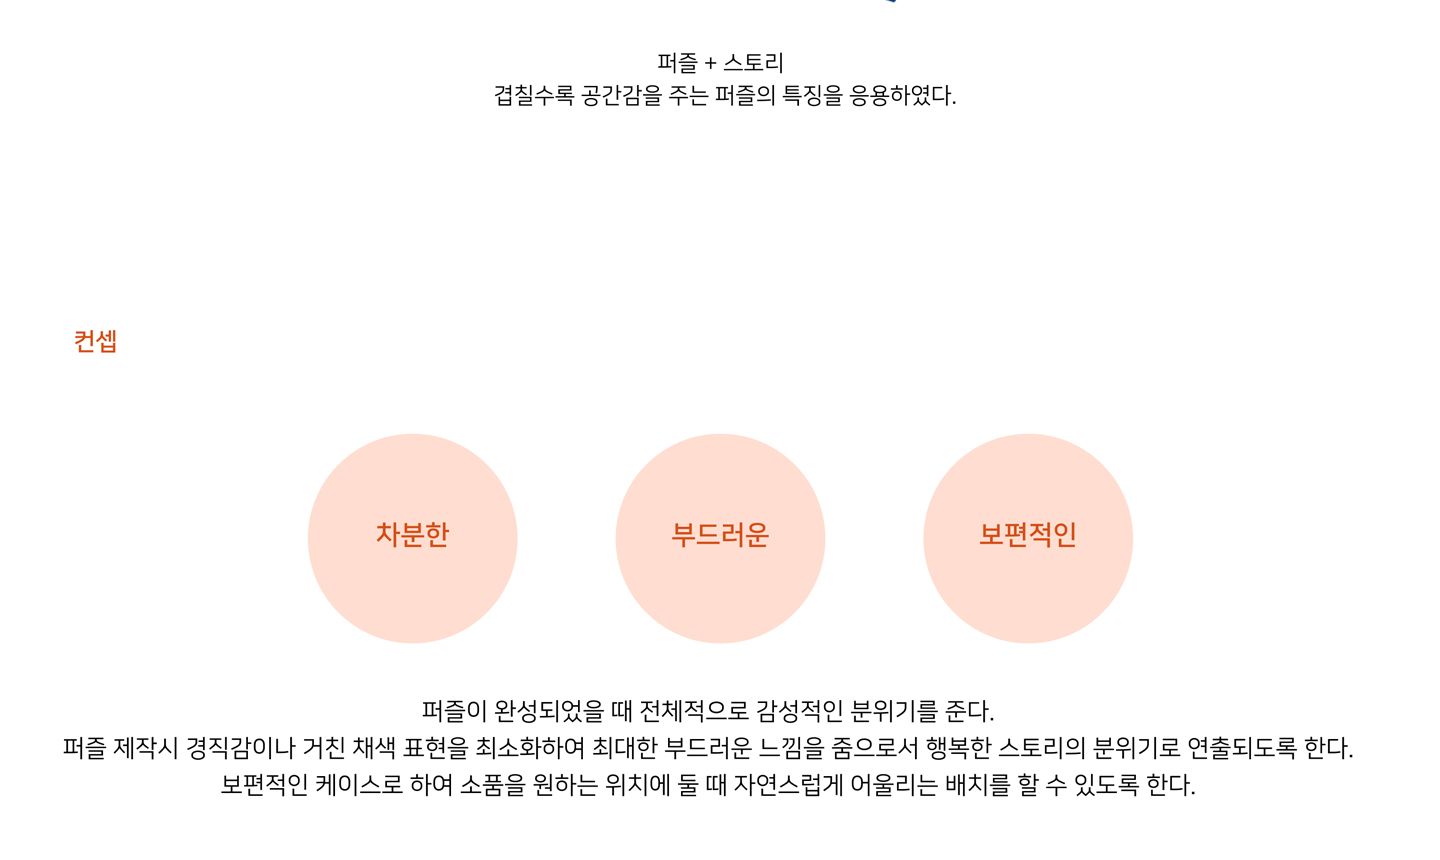 퍼즐 + 스토리
겹칠수록 공간감을 주는 퍼즐의 특징을 응용하였다.
컨셉
차분한
부드러운
보편적인
퍼즐이 완성되었을 때 전체적으로 감성적인 분위기를 준다.
퍼즐 제작시 경직감이나 거친 채색 표현을 최소화하여 최대한 부드러운 느낌을 줌으로서 행복한 스토리의 분위기로 연출되도록 한다.
보편적인 케이스로 하여 소품을 원하는 위치에 둘 때 자연스럽게 어울리는 배치를 할 수 있도록 한다.